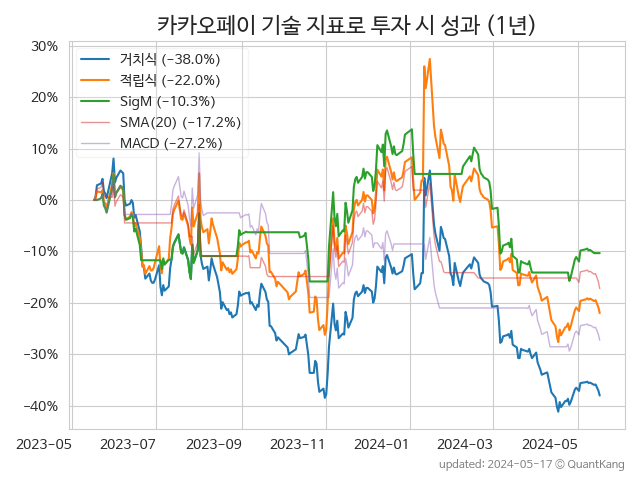 카카오페이 기술 지표로 투자 시 성과 (1년)
30%
20%
10%
0%
−10%
−20%
−30%
−40%
거치식 (−38.0%)
적립식 (−22.0%)
SigM (−10.3%)
SMA(20) (−17.2%)
MACD (−27.2%)
2023−05 2023−07 2023−09 2023−11 2024−01 2024−03 2024−05
updated: 2024-05-17 © QuantKang